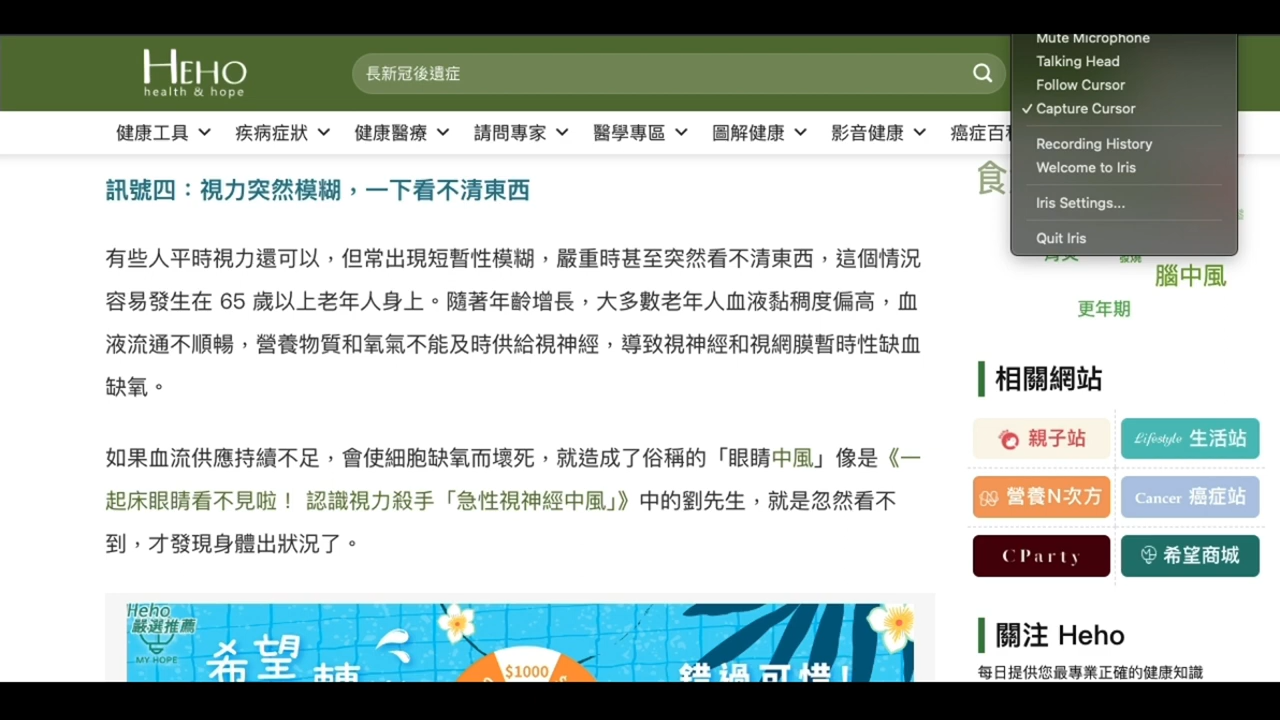 HEHO
health & hope
長新冠後遺症
Mute Microphone
Talking Head
Follow Cursor
✓ Capture Cursor
Recording History
Welcome to Iris
Iris Settings...
Quit Iris
健康工具
疾病症狀
健康醫療
請問專家
醫學專區
圖解健康
影音健康
癌症百科
訊號四：視力突然模糊，一下看不清東西
有些人平時視力還可以，但常出現短暫性模糊，嚴重時甚至突然看不清東西，這個情況
容易發生在 65 歲以上老年人身上。隨著年齡增長，大多數老年人血液黏稠度偏高，血
液流通不順暢，營養物質和氧氣不能及時供給視神經，導致視神經和視網膜暫時性缺血
缺氧。
如果血流供應持續不足，會使細胞缺氧而壞死，就造成了俗稱的「眼睛中風」像是《一
起床眼睛看不見啦！ 認識視力殺手「急性視神經中風」》中的劉先生，就是忽然看不
到，才發現身體出狀況了。
Heho
嚴選推薦
MY HOPE
希望
轉
$1000
錯過可惜！
食
腦中風
更年期
相關網站
親子站
Lifestyle 生活站
營養N次方
Cancer 癌症站
CParty
希望商城
關注 Heho
每日提供您最專業正確的健康知識